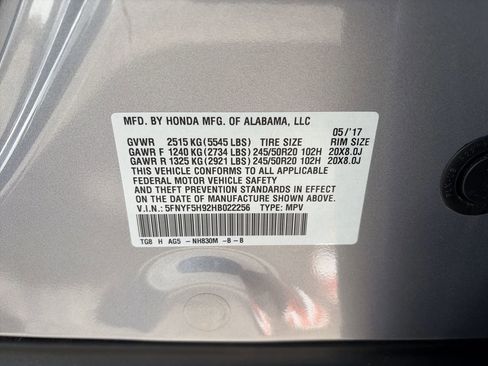 MFD. BY HONDA MFG. OF ALABAMA, LLC
05/'17
GVWR 2515 KG(5545 LBS) TIRE SIZE RIM SIZE
GAWR F 1240 KG(2734 LBS) 245/50R20 102H 20X8.0J
GAWR R 1325 KG(2921 LBS) 245/50R20 102H 20X8.0J
THIS VEHICLE CONFORMS TO ALL APPLICABLE
FEDERAL MOTOR VEHICLE SAFETY
AND THEFT PREVENTION STANDARDS IN EFFECT
ON THE DATE OF MANUFACTURE SHOWN ABOVE.
V.I.N.: 5FNYF5H92HB022256 TYPE: MPV
TG8 H AG5 -NH830M -B-B